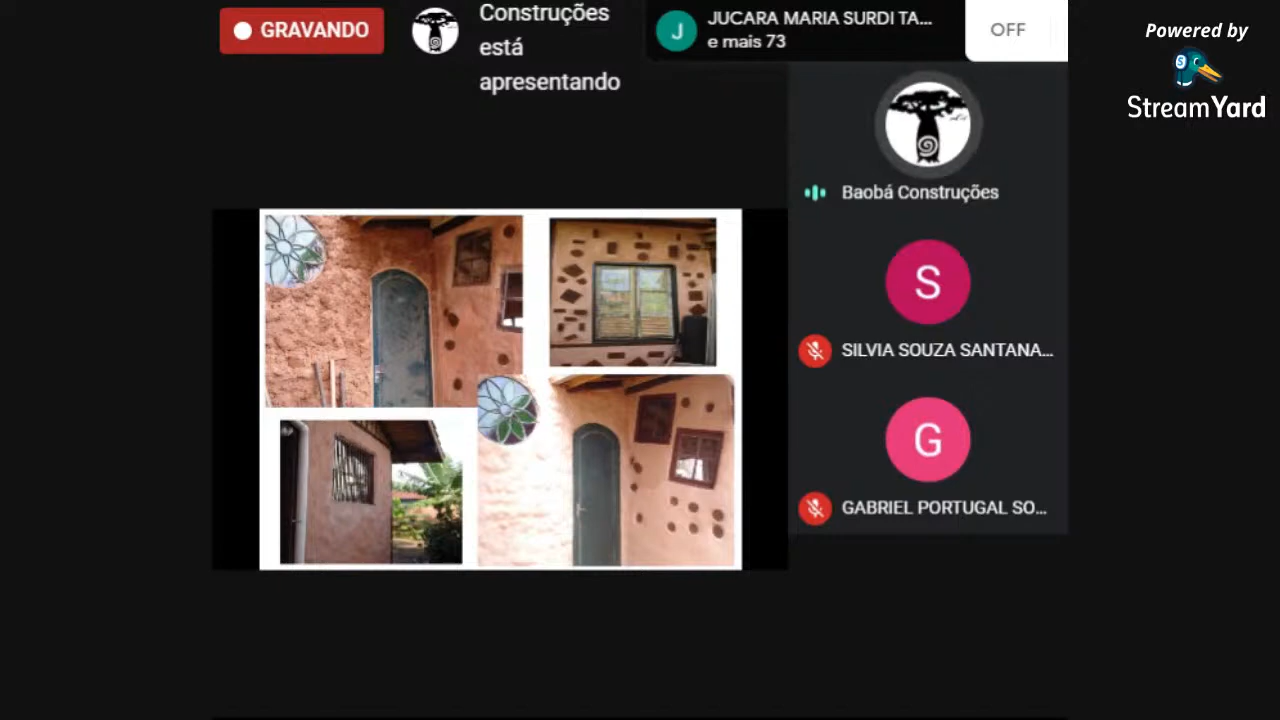 GRAVANDO
Construções
está
apresentando
J
JUCARA MARIA SURDI TA...
e mais 73
OFF
Powered by
StreamYard
Baobá Construções
S
SILVIA SOUZA SANTANA...
G
GABRIEL PORTUGAL SO...